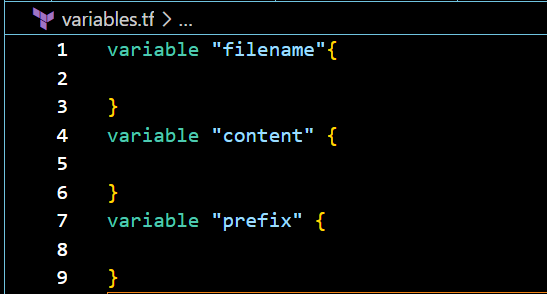 variables.tf > ...
1 variable "filename"{
2
3 }
4 variable "content" {
5
6 }
7 variable "prefix" {
8
9 }